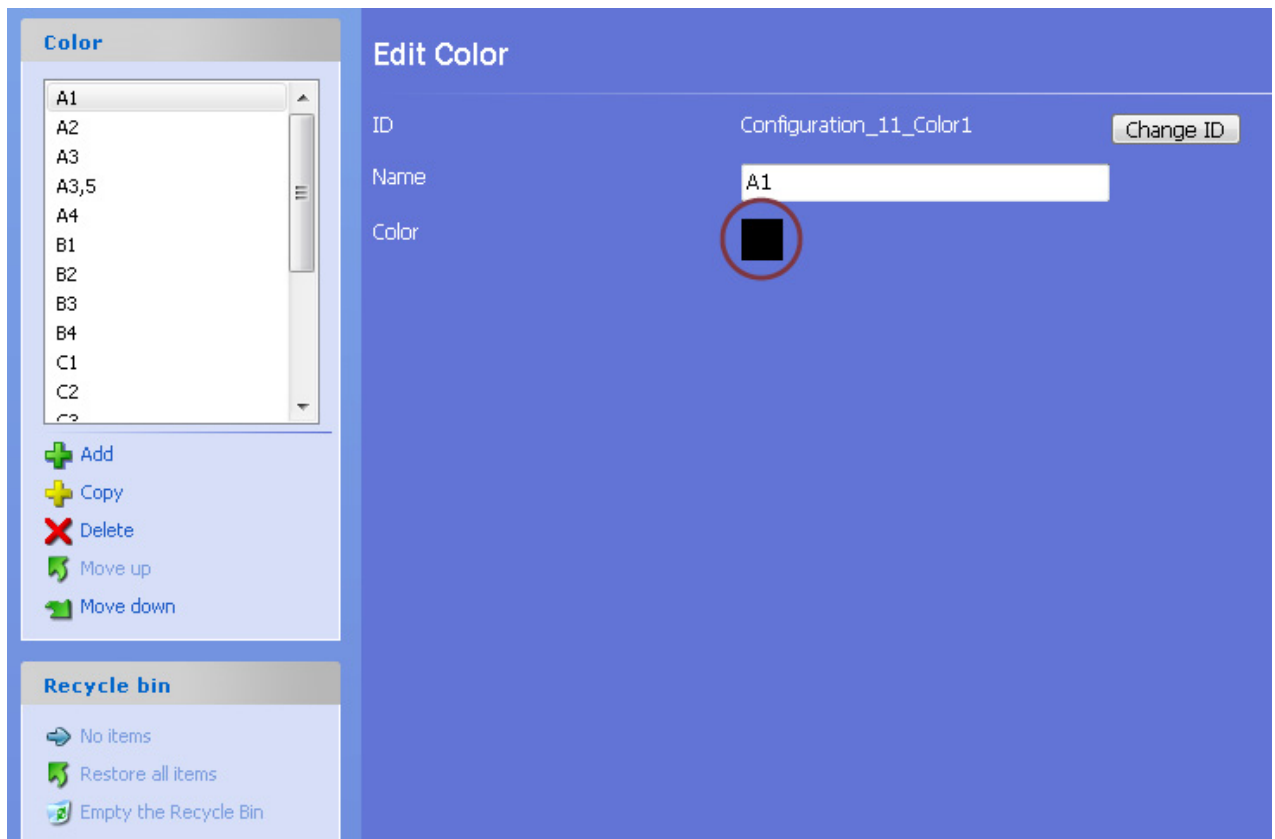 Color
A1
A2
A3
A3,5
A4
B1
B2
B3
B4
C1
C2
Add
Copy
Delete
Move up
Move down
Recycle bin
No items
Restore all items
Empty the Recycle Bin
Edit Color
ID Configuration_11_Color1 Change ID
Name A1
Color